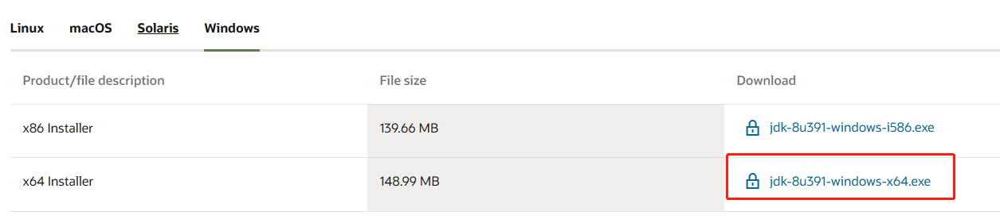 Linux macOS Solaris Windows
Product/file description File size Download
x86 Installer 139.66 MB jdk-8u391-windows-i586.exe
x64 Installer 148.99 MB jdk-8u391-windows-x64.exe